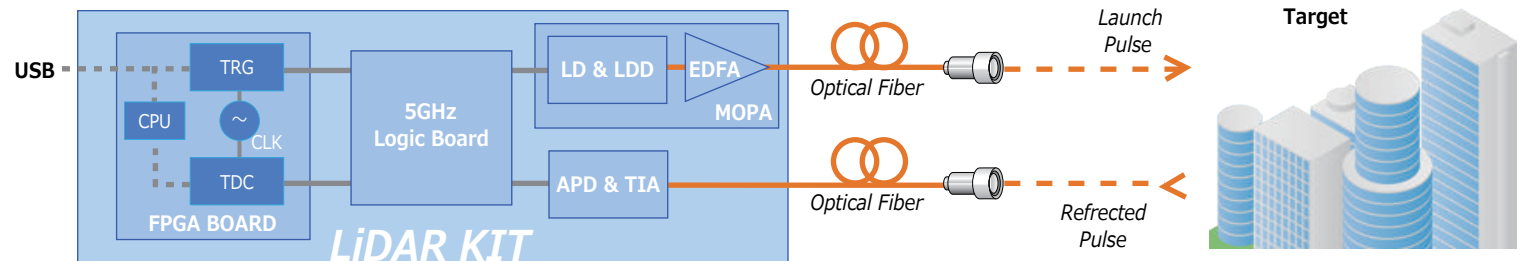 USB
TRG
CPU
~
CLK
TDC
FPGA BOARD
5GHz
Logic Board
LD & LDD
EDFA
MOPA
APD & TIA
LiDAR KIT
Optical Fiber
Optical Fiber
Launch
Pulse
Refrected
Pulse
Target